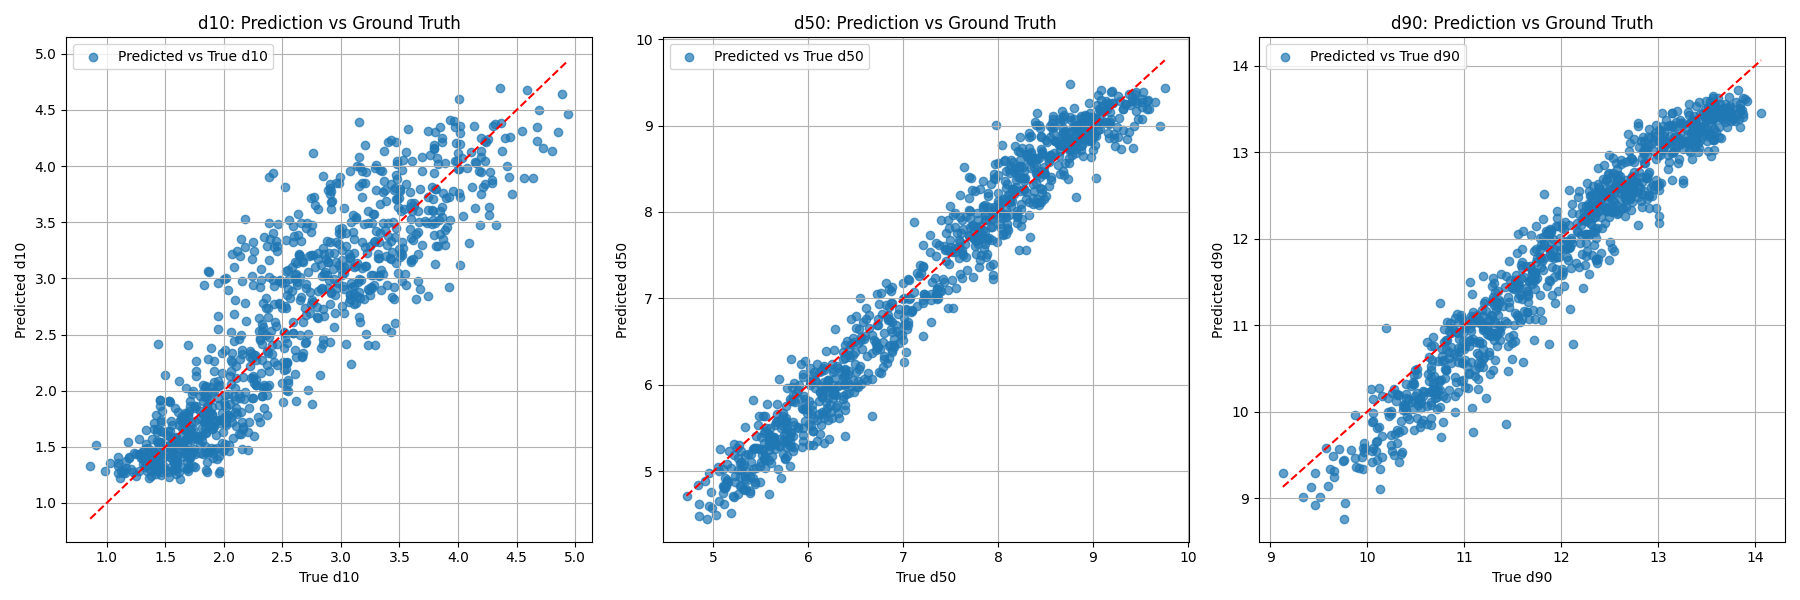 d10: Prediction vs Ground Truth
Predicted vs True d10
Predicted d10
5.0
4.5
4.0
3.5
3.0
2.5
2.0
1.5
1.0
1.0 1.5 2.0 2.5 3.0 3.5 4.0 4.5 5.0
True d10
d50: Prediction vs Ground Truth
Predicted vs True d50
Predicted d50
10
9
8
7
6
5
5 6 7 8 9 10
True d50
d90: Prediction vs Ground Truth
Predicted vs True d90
Predicted d90
14
13
12
11
10
9
9 10 11 12 13 14
True d90